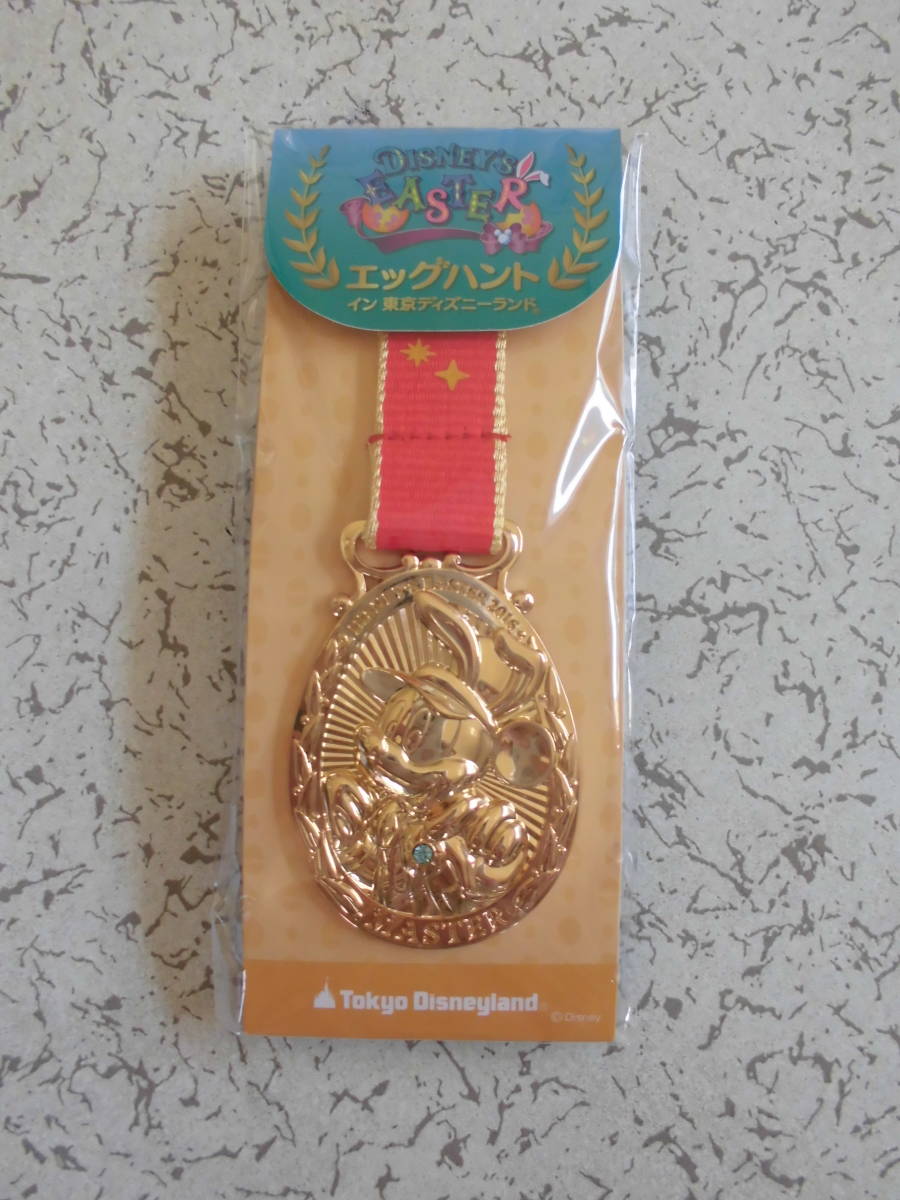 DISNEY'S
EASTER
エッグハント
イン 東京ディズニーランド®
MASTER
Tokyo Disneyland®
©Disney